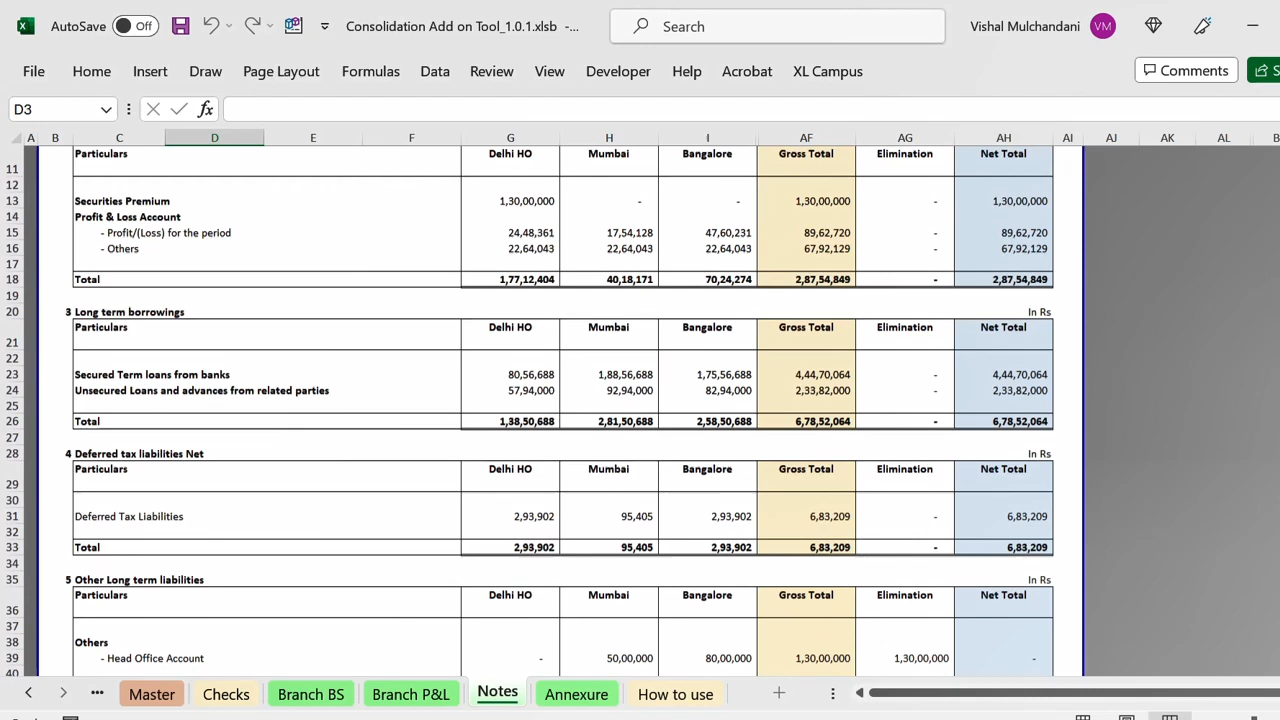 AutoSave Off Consolidation Add on Tool_1.0.1.xlsb -... Search Vishal Mulchandani VM
File Home Insert Draw Page Layout Formulas Data Review View Developer Help Acrobat XL Campus Comments
D3 fx
A B C D E F G H I AF AG AH AI AJ AK AL
11 Particulars Delhi HO Mumbai Bangalore Gross Total Elimination Net Total
12
13 Securities Premium 1,30,00,000 - - 1,30,00,000 - 1,30,00,000
14 Profit & Loss Account
15 - Profit/(Loss) for the period 24,48,361 17,54,128 47,60,231 89,62,720 - 89,62,720
16 - Others 22,64,043 22,64,043 22,64,043 67,92,129 - 67,92,129
17
18 Total 1,77,12,404 40,18,171 70,24,274 2,87,54,849 - 2,87,54,849
19
20 3 Long term borrowings In Rs
21 Particulars Delhi HO Mumbai Bangalore Gross Total Elimination Net Total
22
23 Secured Term loans from banks 80,56,688 1,88,56,688 1,75,56,688 4,44,70,064 - 4,44,70,064
24 Unsecured Loans and advances from related parties 57,94,000 92,94,000 82,94,000 2,33,82,000 - 2,33,82,000
25
26 Total 1,38,50,688 2,81,50,688 2,58,50,688 6,78,52,064 - 6,78,52,064
27
28 4 Deferred tax liabilities Net In Rs
29 Particulars Delhi HO Mumbai Bangalore Gross Total Elimination Net Total
30
31 Deferred Tax Liabilities 2,93,902 95,405 2,93,902 6,83,209 - 6,83,209
32
33 Total 2,93,902 95,405 2,93,902 6,83,209 - 6,83,209
34
35 5 Other Long term liabilities In Rs
36 Particulars Delhi HO Mumbai Bangalore Gross Total Elimination Net Total
37
38 Others
39 - Head Office Account - 50,00,000 80,00,000 1,30,00,000 1,30,00,000 -
40
Master Checks Branch BS Branch P&L Notes Annexure How to use